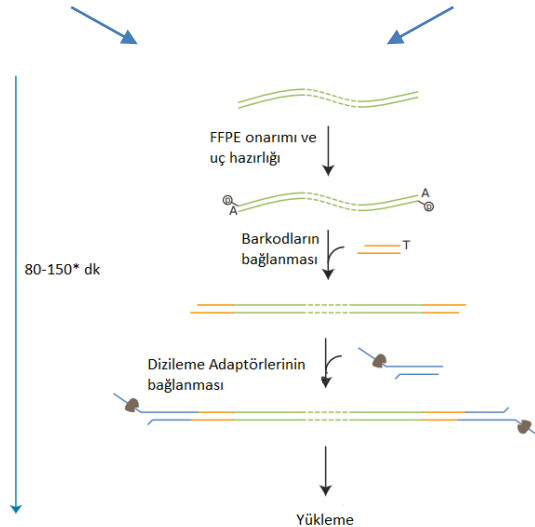 FFPE onarımı ve
uç hazırlığı
A
p
A
p
Barkodların
bağlanması
T
80-150* dk
Dizileme Adaptörlerinin
bağlanması
Yükleme